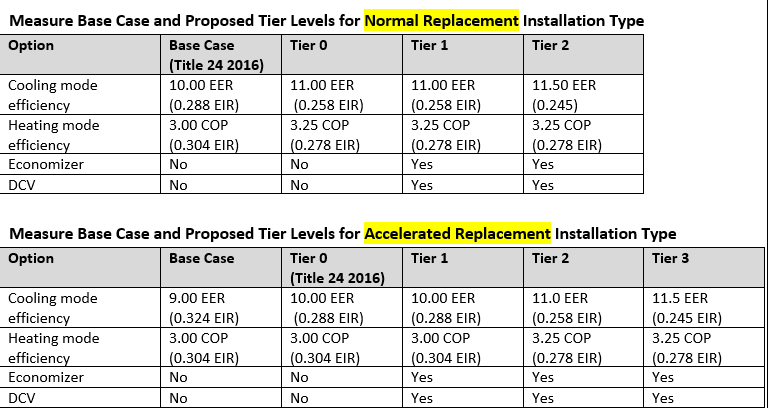 Measure Base Case and Proposed Tier Levels for Normal Replacement Installation Type
Option Base Case Tier 0 Tier 1 Tier 2
(Title 24 2016)
Cooling mode 10.00 EER 11.00 EER 11.00 EER 11.50 EER
efficiency (0.288 EIR) (0.258 EIR) (0.258 EIR) (0.245)
Heating mode 3.00 COP 3.25 COP 3.25 COP 3.25 COP
efficiency (0.304 EIR) (0.278 EIR) (0.278 EIR) (0.278 EIR)
Economizer No No Yes Yes
DCV No No Yes Yes
Measure Base Case and Proposed Tier Levels for Accelerated Replacement Installation Type
Option Base Case Tier 0 Tier 1 Tier 2 Tier 3
(Title 24 2016)
Cooling mode 9.00 EER 10.00 EER 10.00 EER 11.0 EER 11.5 EER
efficiency (0.324 EIR) (0.288 EIR) (0.288 EIR) (0.258 EIR) (0.245 EIR)
Heating mode 3.00 COP 3.00 COP 3.00 COP 3.25 COP 3.25 COP
efficiency (0.304 EIR) (0.304 EIR) (0.304 EIR) (0.278 EIR) (0.278 EIR)
Economizer No No Yes Yes Yes
DCV No No Yes Yes Yes